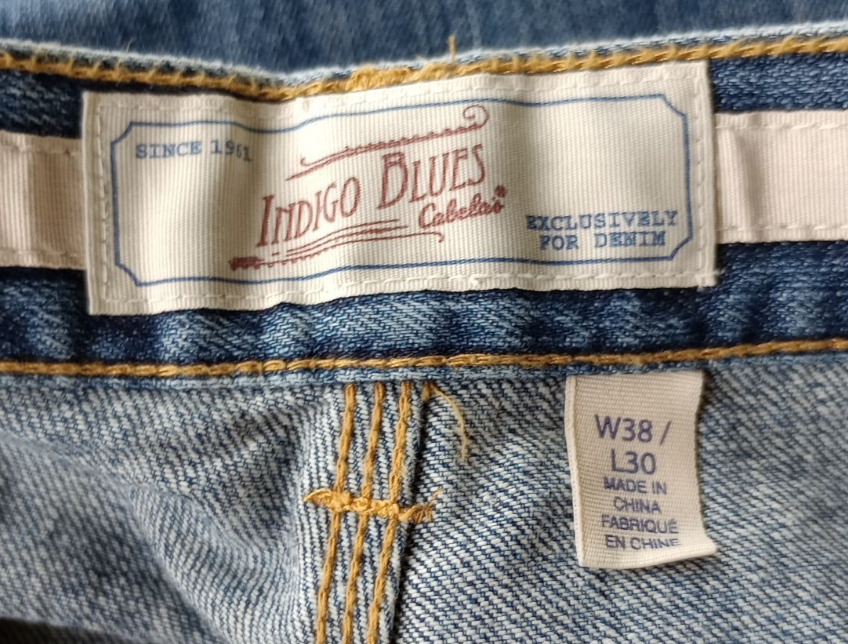 SINCE 1961
INDIGO BLUES
Cabela's®
EXCLUSIVELY
FOR DENIM
W38 /
L30
MADE IN
CHINA
FABRIQUÉ
EN CHINE